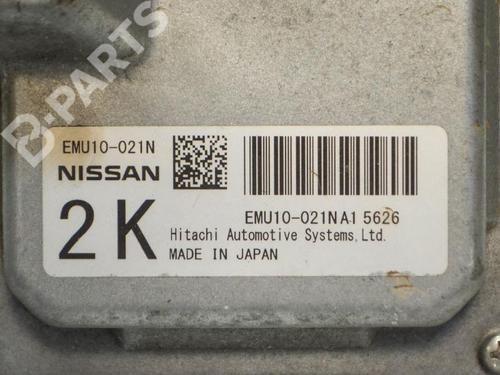 B-PARTS
EMU10-021N
NISSAN
2K
EMU10-021NA1 5626
Hitachi Automotive Systems,Ltd.
MADE IN JAPAN